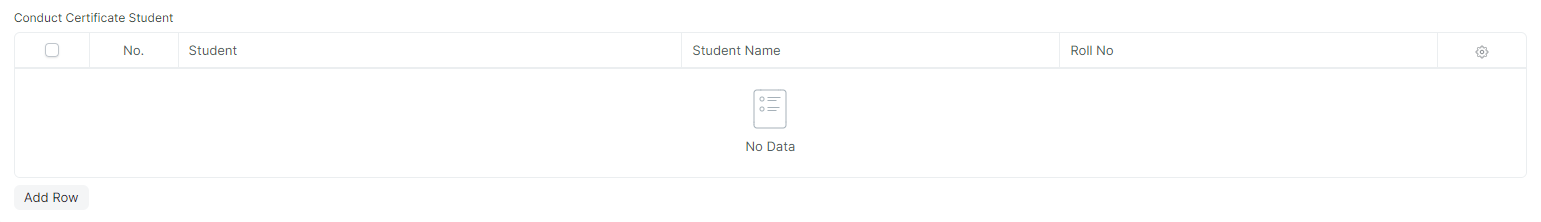 Conduct Certificate Student
No. Student Student Name Roll No
No Data
Add Row